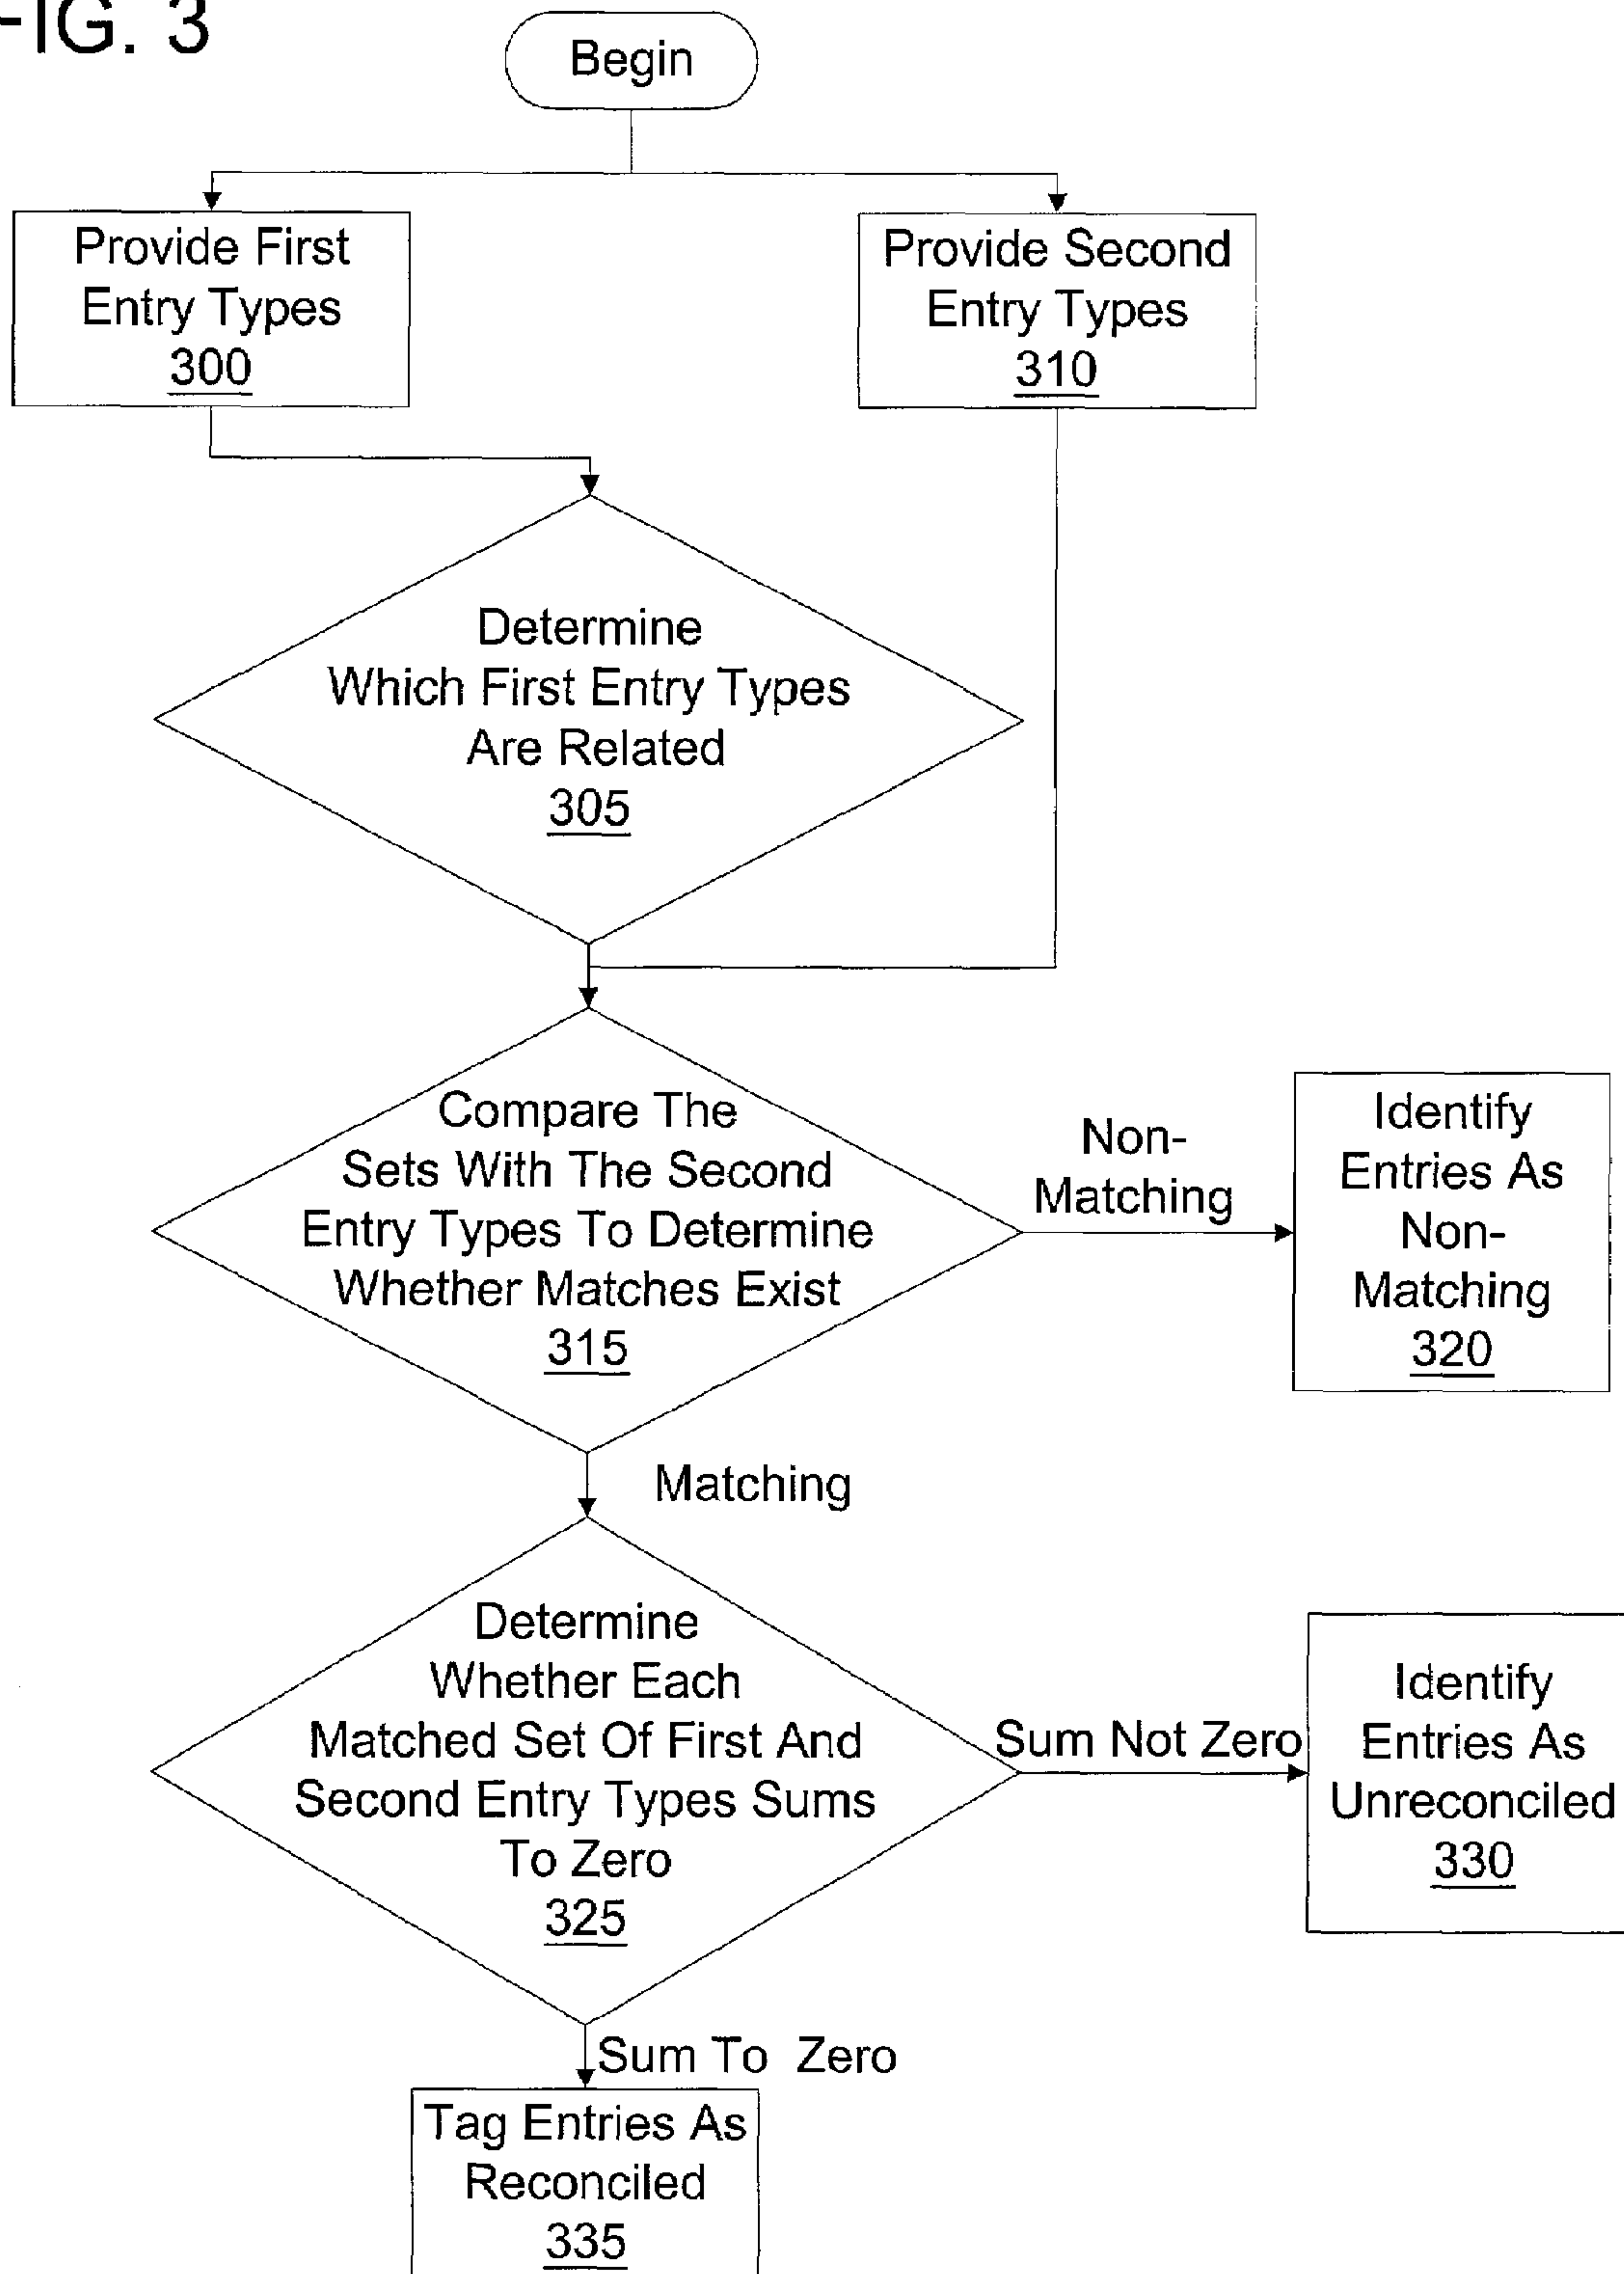 FIG. 3
Begin
Provide First
Entry Types
300
Provide Second
Entry Types
310
Determine
Which First Entry Types
Are Related
305
Compare The
Sets With The Second
Entry Types To Determine
Whether Matches Exist
315
Non-
Matching
Identify
Entries As
Non-
Matching
320
Matching
Determine
Whether Each
Matched Set Of First And
Second Entry Types Sums
To Zero
325
Sum Not Zero
Identify
Entries As
Unreconciled
330
Sum To Zero
Tag Entries As
Reconciled
335